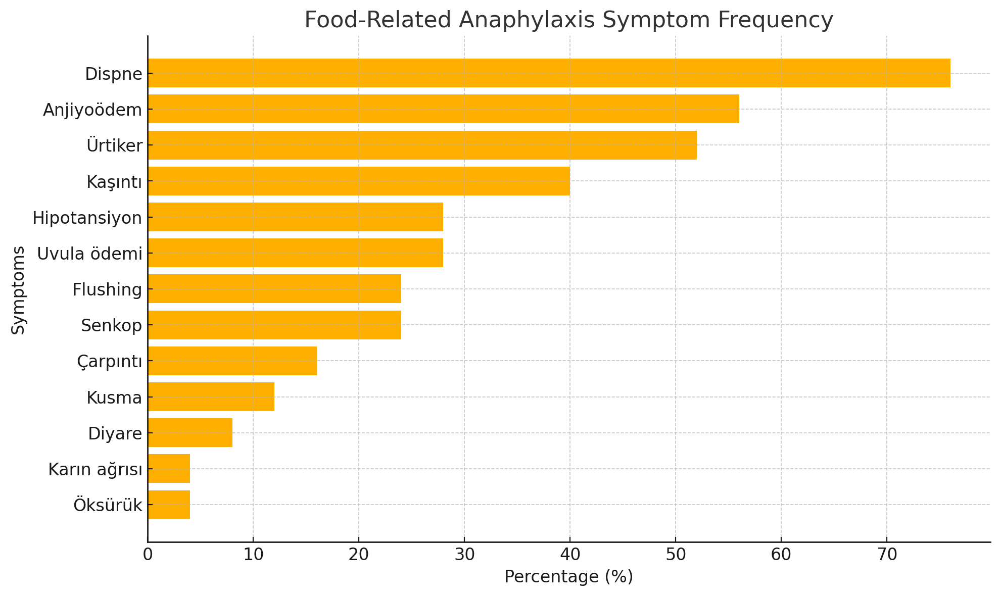 Food-Related Anaphylaxis Symptom Frequency
Dispne
Anjiyoödem
Ürtiker
Kaşıntı
Hipotansiyon
Uvula ödemi
Flushing
Senkop
Çarpıntı
Kusma
Diyare
Karın ağrısı
Öksürük
Symptoms
0 10 20 30 40 50 60 70
Percentage (%)